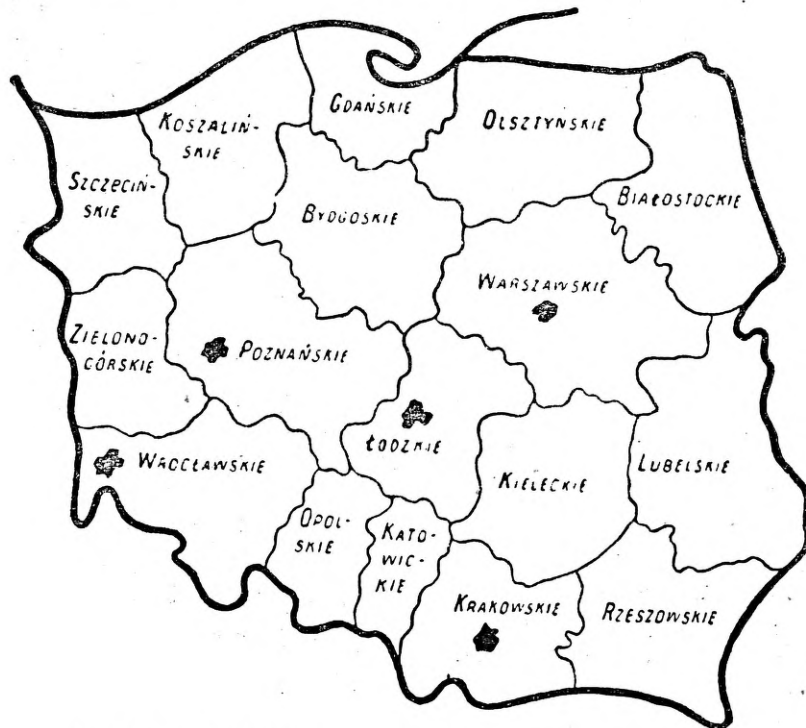 GDAŃSKIE
KOSZALIŃ-
SKIE
OLSZTYŃSKIE
SZCZECIŃ-
SKIE
BYDGOSKIE
BIAŁOSTOCKIE
WARSZAWSKIE
ZIELONO-
GÓRSKIE
POZNAŃSKIE
ŁODZKIE
WROCŁAWSKIE
KIELECKIE
LUBELSKIE
OPOL-
SKIE
KATO-
WIC-
KIE
KRAKOWSKIE
RZESZOWSKIE